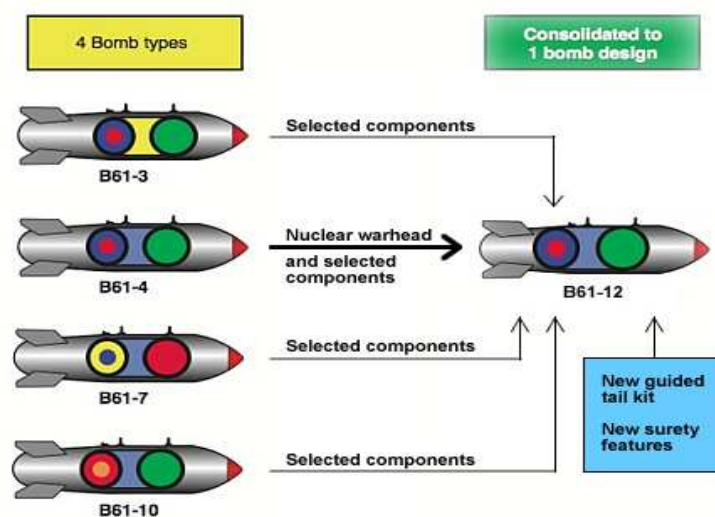 4 Bomb types
Consolidated to
1 bomb design
Selected components
B61-3
Nuclear warhead
and selected
components
B61-4
B61-12
Selected components
B61-7
New guided
tail kit
New surety
features
Selected components
B61-10